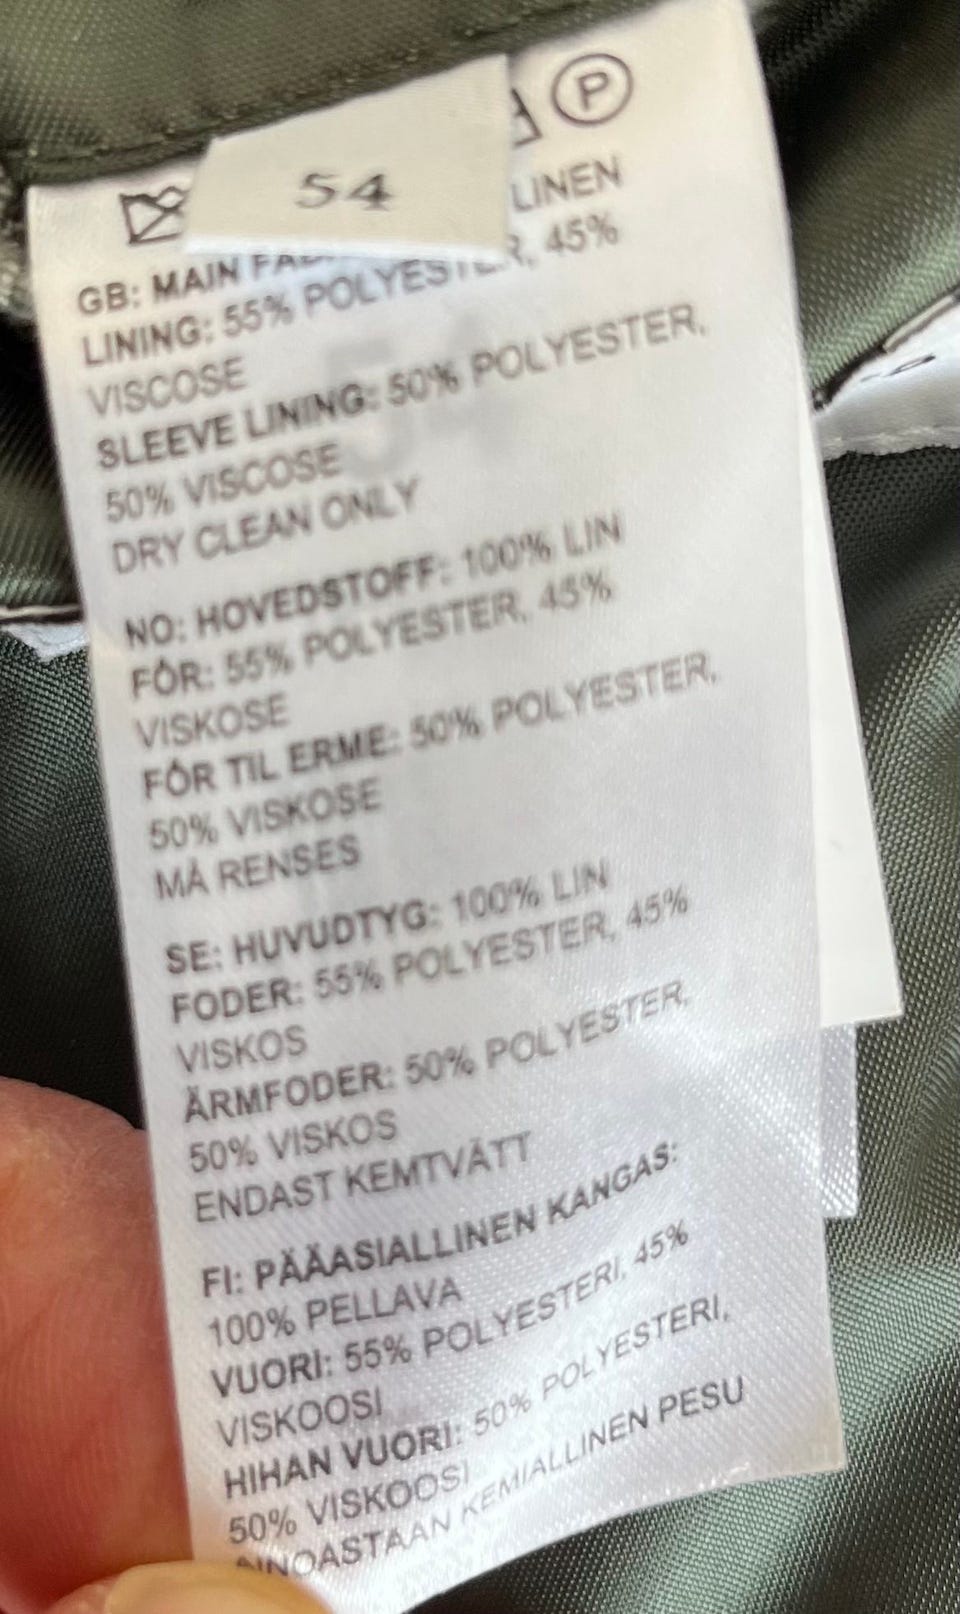 P
54
LINEN
GB: MAIN
LINING: 55% POLYESTER, 45%
VISCOSE
SLEEVE LINING: 50% POLYESTER,
50% VISCOSE
DRY CLEAN ONLY
NO: HOVEDSTOFF: 100% LIN
FÔR: 55% POLYESTER, 45%
VISKOSE
FÔR TIL ERME: 50% POLYESTER,
50% VISKOSE
MÅ RENSES
SE: HUVUDTYG: 100% LIN
FODER: 55% POLYESTER, 45%
VISKOS
ÄRMFODER: 50% POLYESTER,
50% VISKOS
ENDAST KEMTVÄTT
FI: PÄÄASIALLINEN KANGAS:
100% PELLAVA
VUORI: 55% POLYESTERI, 45%
VISKOOSI
HIHAN VUORI: 50% POLYESTERI,
50% VISKOOSI
AINOASTAAN KEMIALLINEN PESU